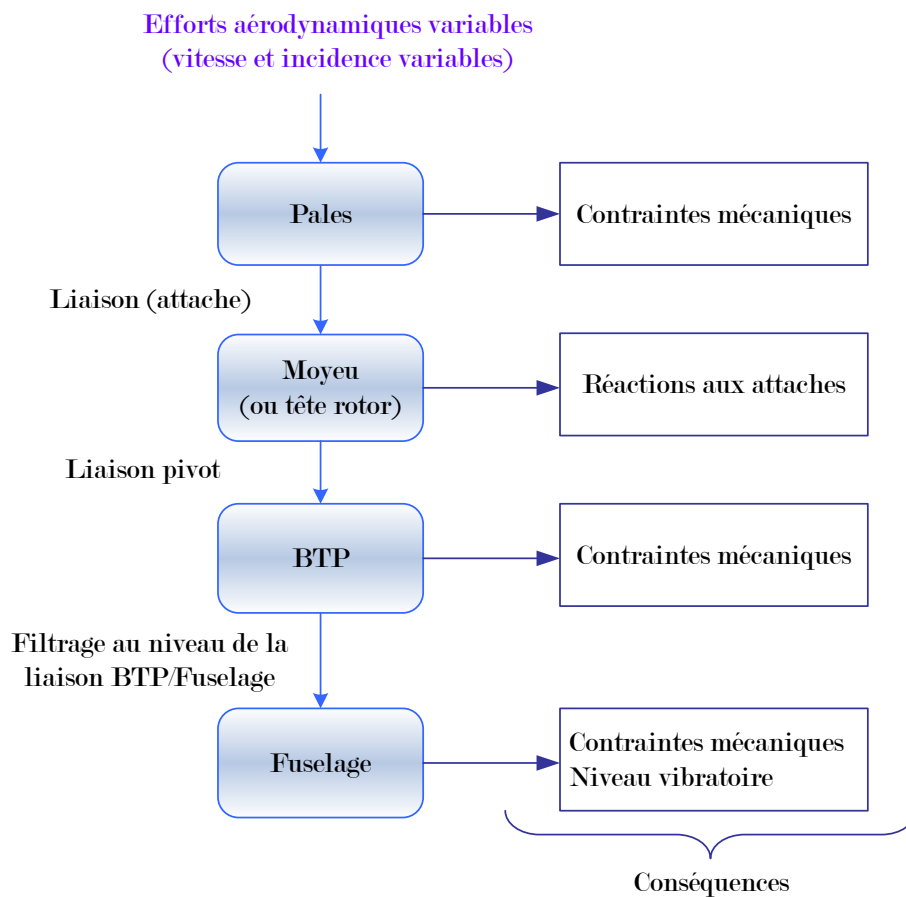 Efforts aérodynamiques variables
(vitesse et incidence variables)
Pales
Contraintes mécaniques
Liaison (attache)
Moyeu
(ou tête rotor)
Réactions aux attaches
Liaison pivot
BTP
Contraintes mécaniques
Filtrage au niveau de la
liaison BTP/Fuselage
Fuselage
Contraintes mécaniques
Niveau vibratoire
Conséquences